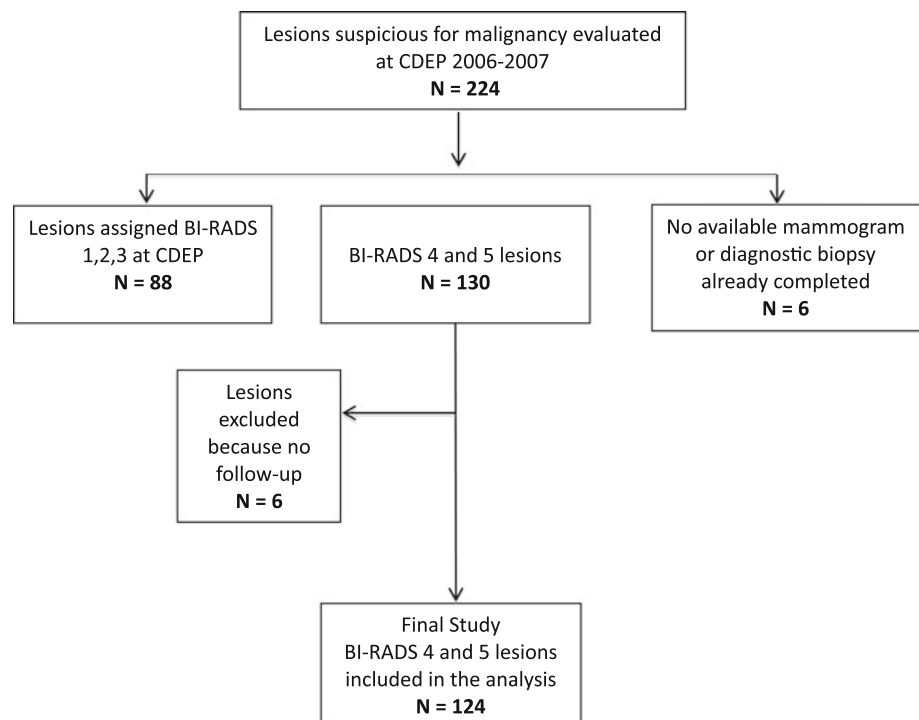 Lesions suspicious for malignancy evaluated
at CDEP 2006-2007
N = 224
Lesions assigned BI-RADS
1,2,3 at CDEP
N = 88
BI-RADS 4 and 5 lesions
N = 130
No available mammogram
or diagnostic biopsy
already completed
N = 6
Lesions
excluded
because no
follow-up
N = 6
Final Study
BI-RADS 4 and 5 lesions
included in the analysis
N = 124